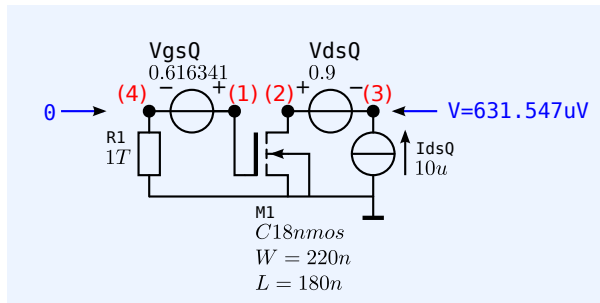 VgsQ
VdsQ
0.616341
0.9
(4) − + (1) (2) + − (3)
0
V=631.547uV
R1
1T
IdsQ
10u
M1
C18nmos
W = 220n
L = 180n